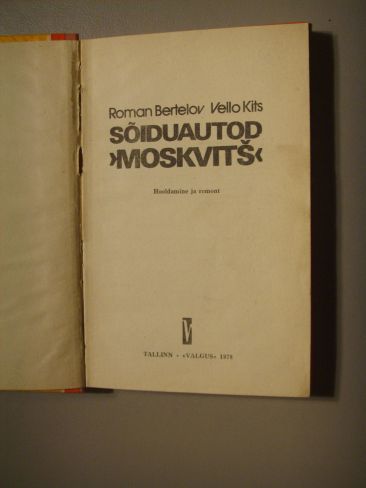 Roman Bertelov Vello Kits
SÕIDUAUTOD
›MOSKVITŠ‹
Hooldamine ja remont
V
TALLINN · «VALGUS» 1979